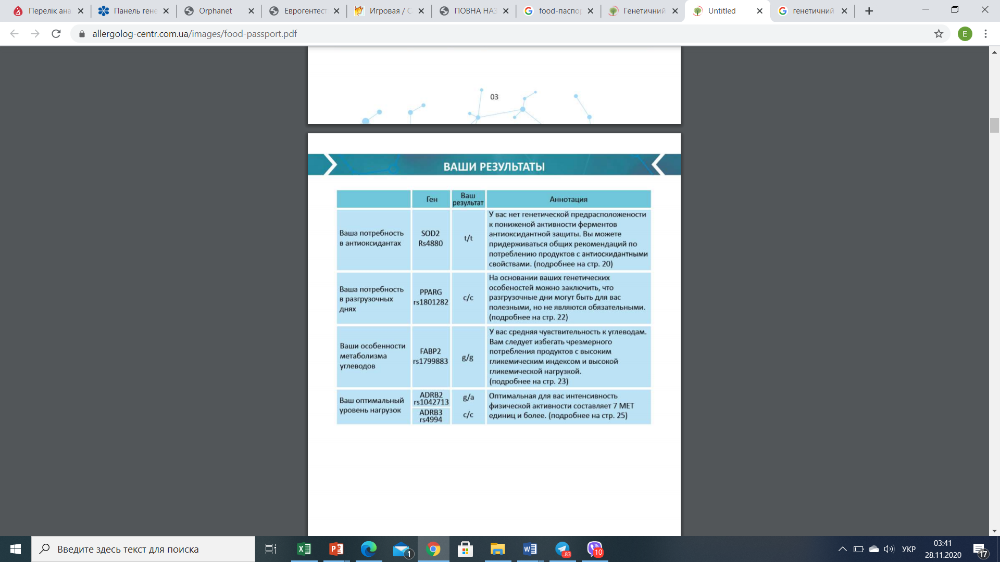 Перелік ана
Панель гене
Orphanet
Еврогентест
Игровая / С
ПОВНА НАЗ
food-паспор
Генетичний
Untitled
генетичний
allergolog-centr.com.ua/images/food-passport.pdf
E
03
ВАШИ РЕЗУЛЬТАТЫ
Ген
Ваш
результат
Аннотация
Ваша потребность
в антиоксидантах
SOD2
Rs4880
t/t
У вас нет генетической предрасположености
к пониженой активности ферментов
антиоксидантной защиты. Вы можете
придерживаться общих рекомендаций по
потреблению продуктов с антиоскидантными
свойствами. (подробнее на стр. 20)
Ваша потребность
в разгрузочных
днях
PPARG
rs1801282
c/c
На основании ваших генетических
особеностей можно заключить, что
разгрузочные дни могут быть для вас
полезными, но не являются обязательными.
(подробнее на стр. 22)
Ваши особенности
метаболизма
углеводов
FABP2
rs1799883
g/g
У вас средняя чувствительность к углеводам.
Вам следует избегать чрезмерного
потребления продуктов с высоким
гликемическим индексом и высокой
гликемической нагрузкой.
(подробнее на стр. 23)
Ваш оптимальный
уровень нагрузок
ADRB2
rs1042713
g/a
ADRB3
rs4994
c/c
Оптимальная для вас интенсивность
физической активности составляет 7 МЕТ
единиц и более. (подробнее на стр. 25)
Введите здесь текст для поиска
1
.83
10
УКР
03:41
28.11.2020
17